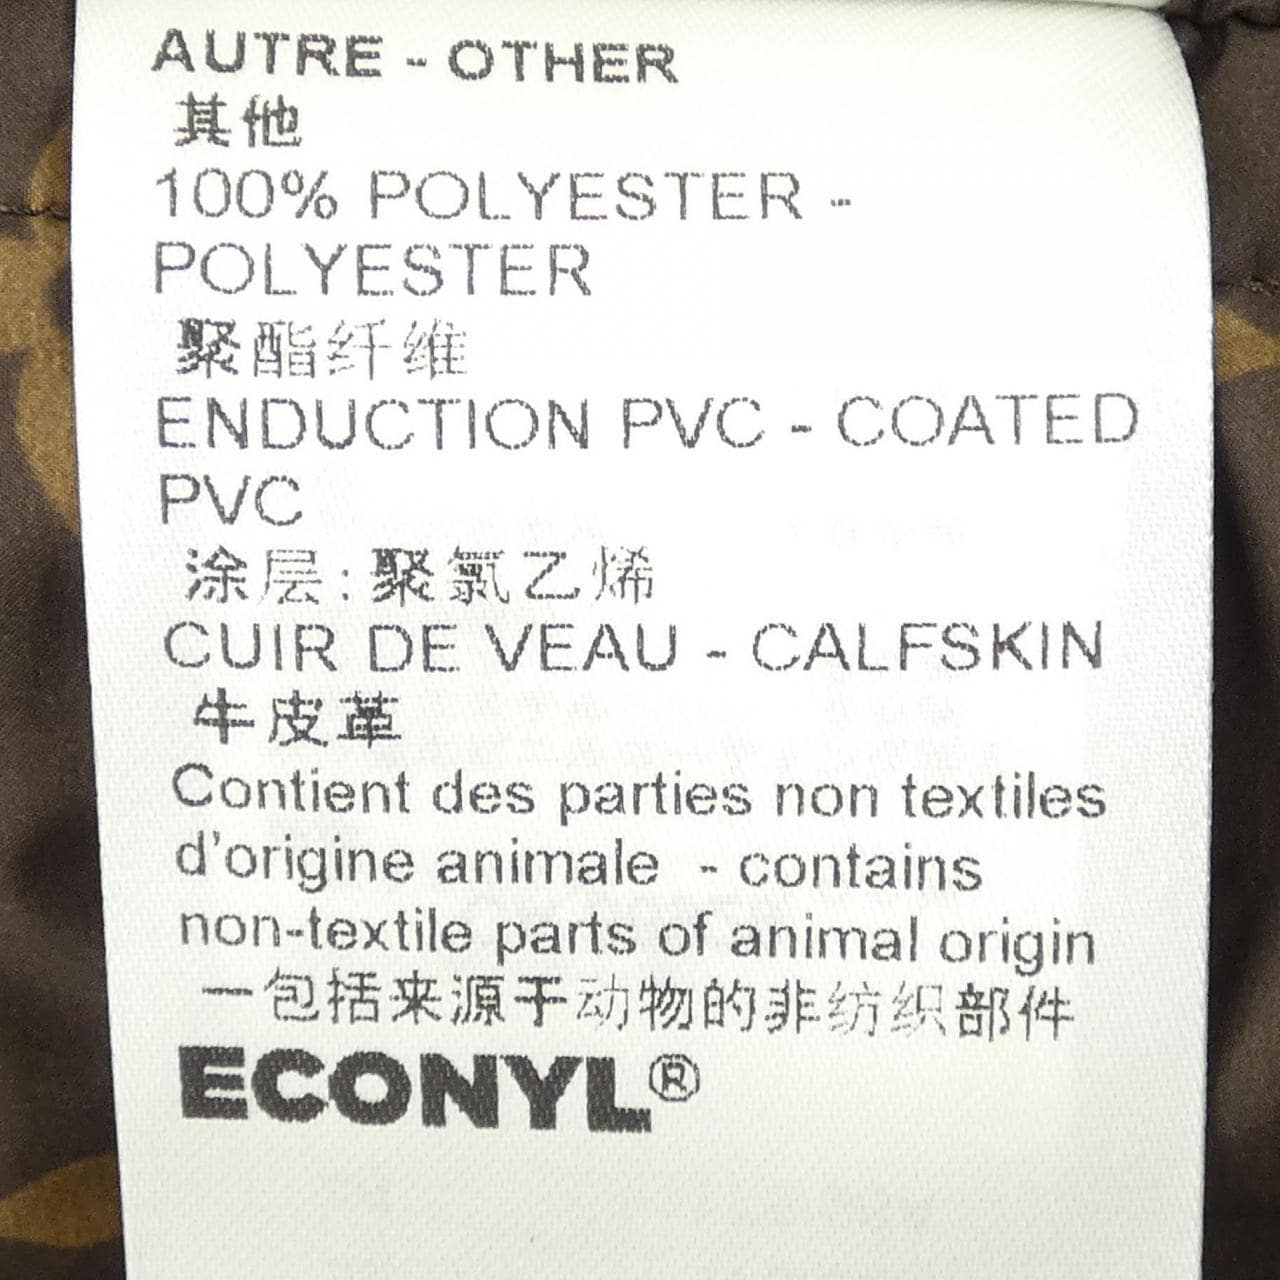 AUTRE - OTHER
其他
100% POLYESTER -
POLYESTER
聚酯纤维
ENDUCTION PVC - COATED
PVC
涂层:聚氯乙烯
CUIR DE VEAU - CALFSKIN
牛皮革
Contient des parties non textiles
d'origine animale - contains
non-textile parts of animal origin
一包括来源于动物的非纺织部件
ECONYL®